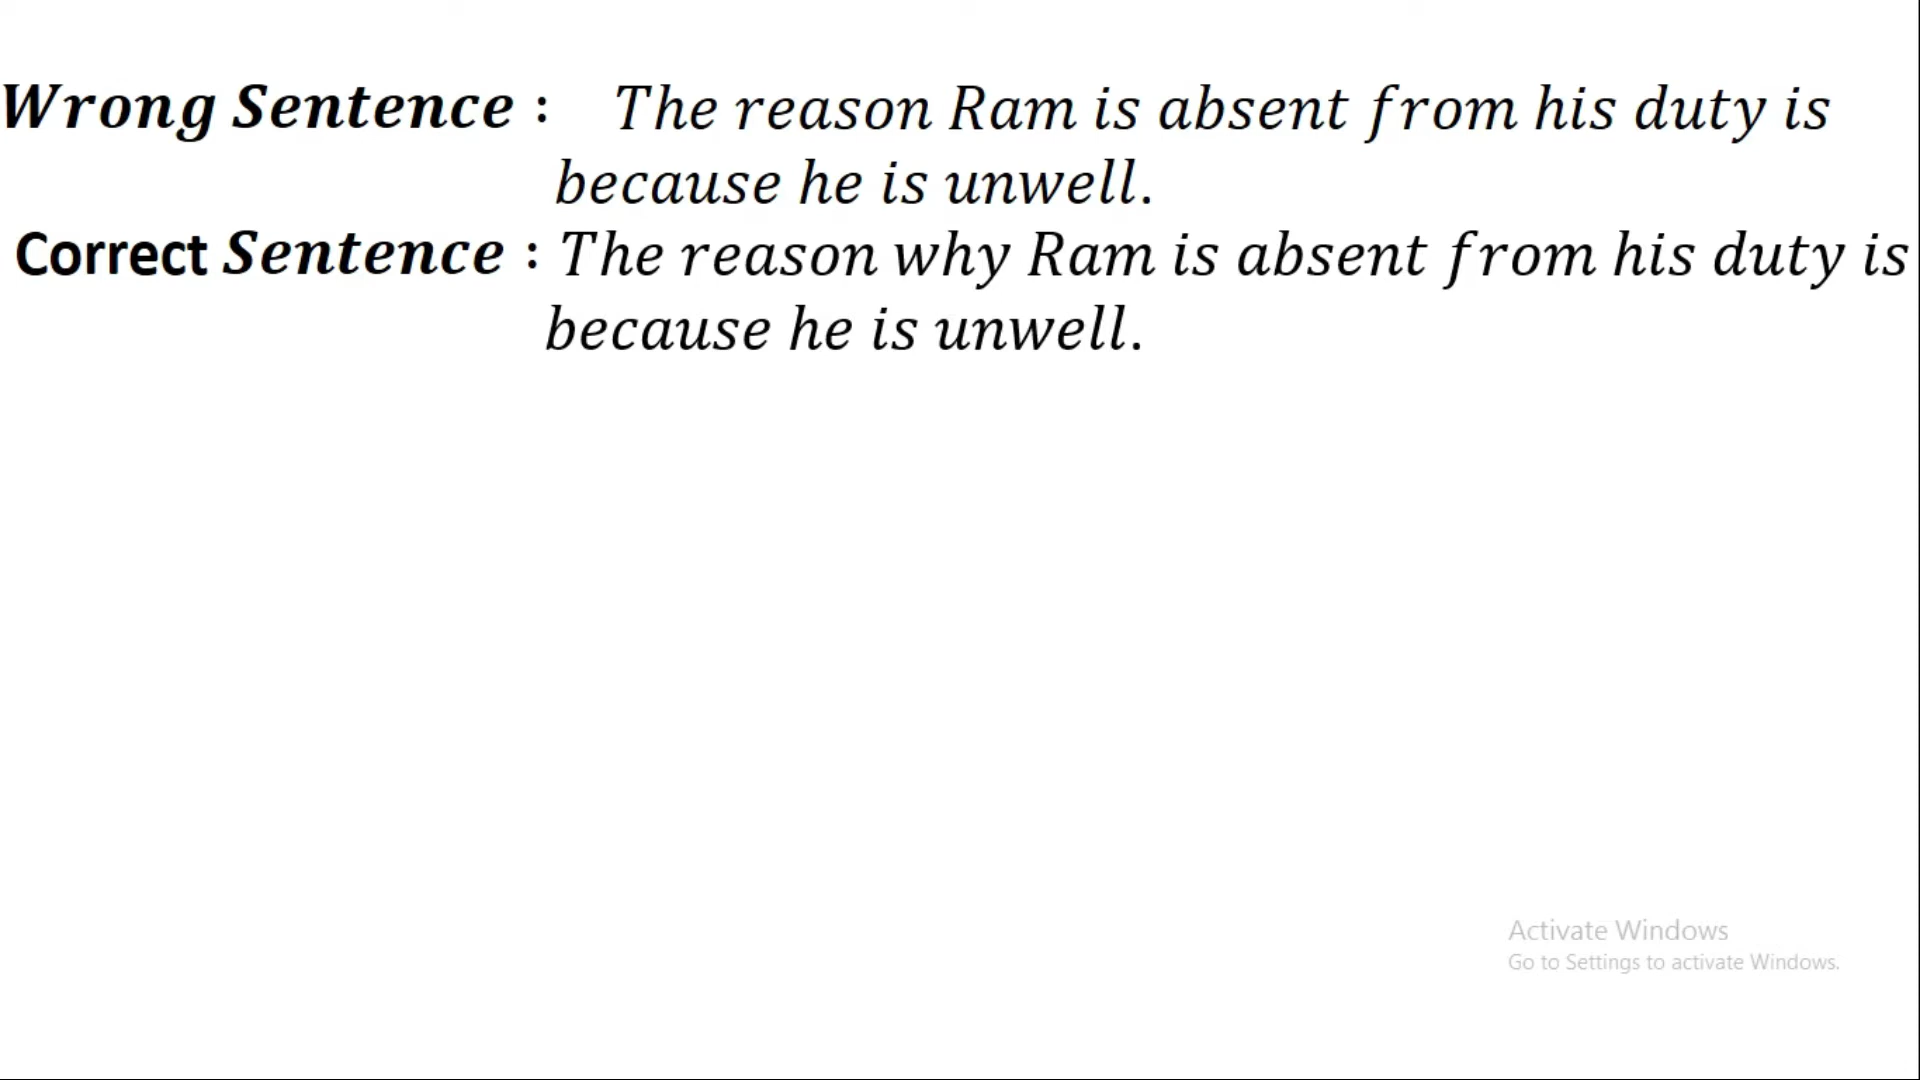 Wrong Sentence : The reason Ram is absent from his duty is
because he is unwell.
Correct Sentence : The reason why Ram is absent from his duty is
because he is unwell.
Activate Windows
Go to Settings to activate Windows.